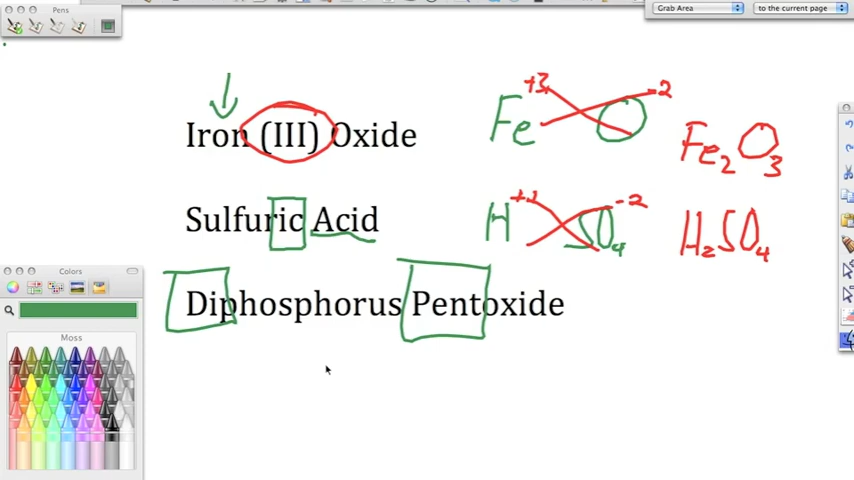 Pens
Grab Area
to the current page
+3 -2
Iron (III) Oxide Fe O Fe2O3
+1 -2
Sulfuric Acid H SO4 H2SO4
Colors
Diphosphorus Pentoxide
Moss